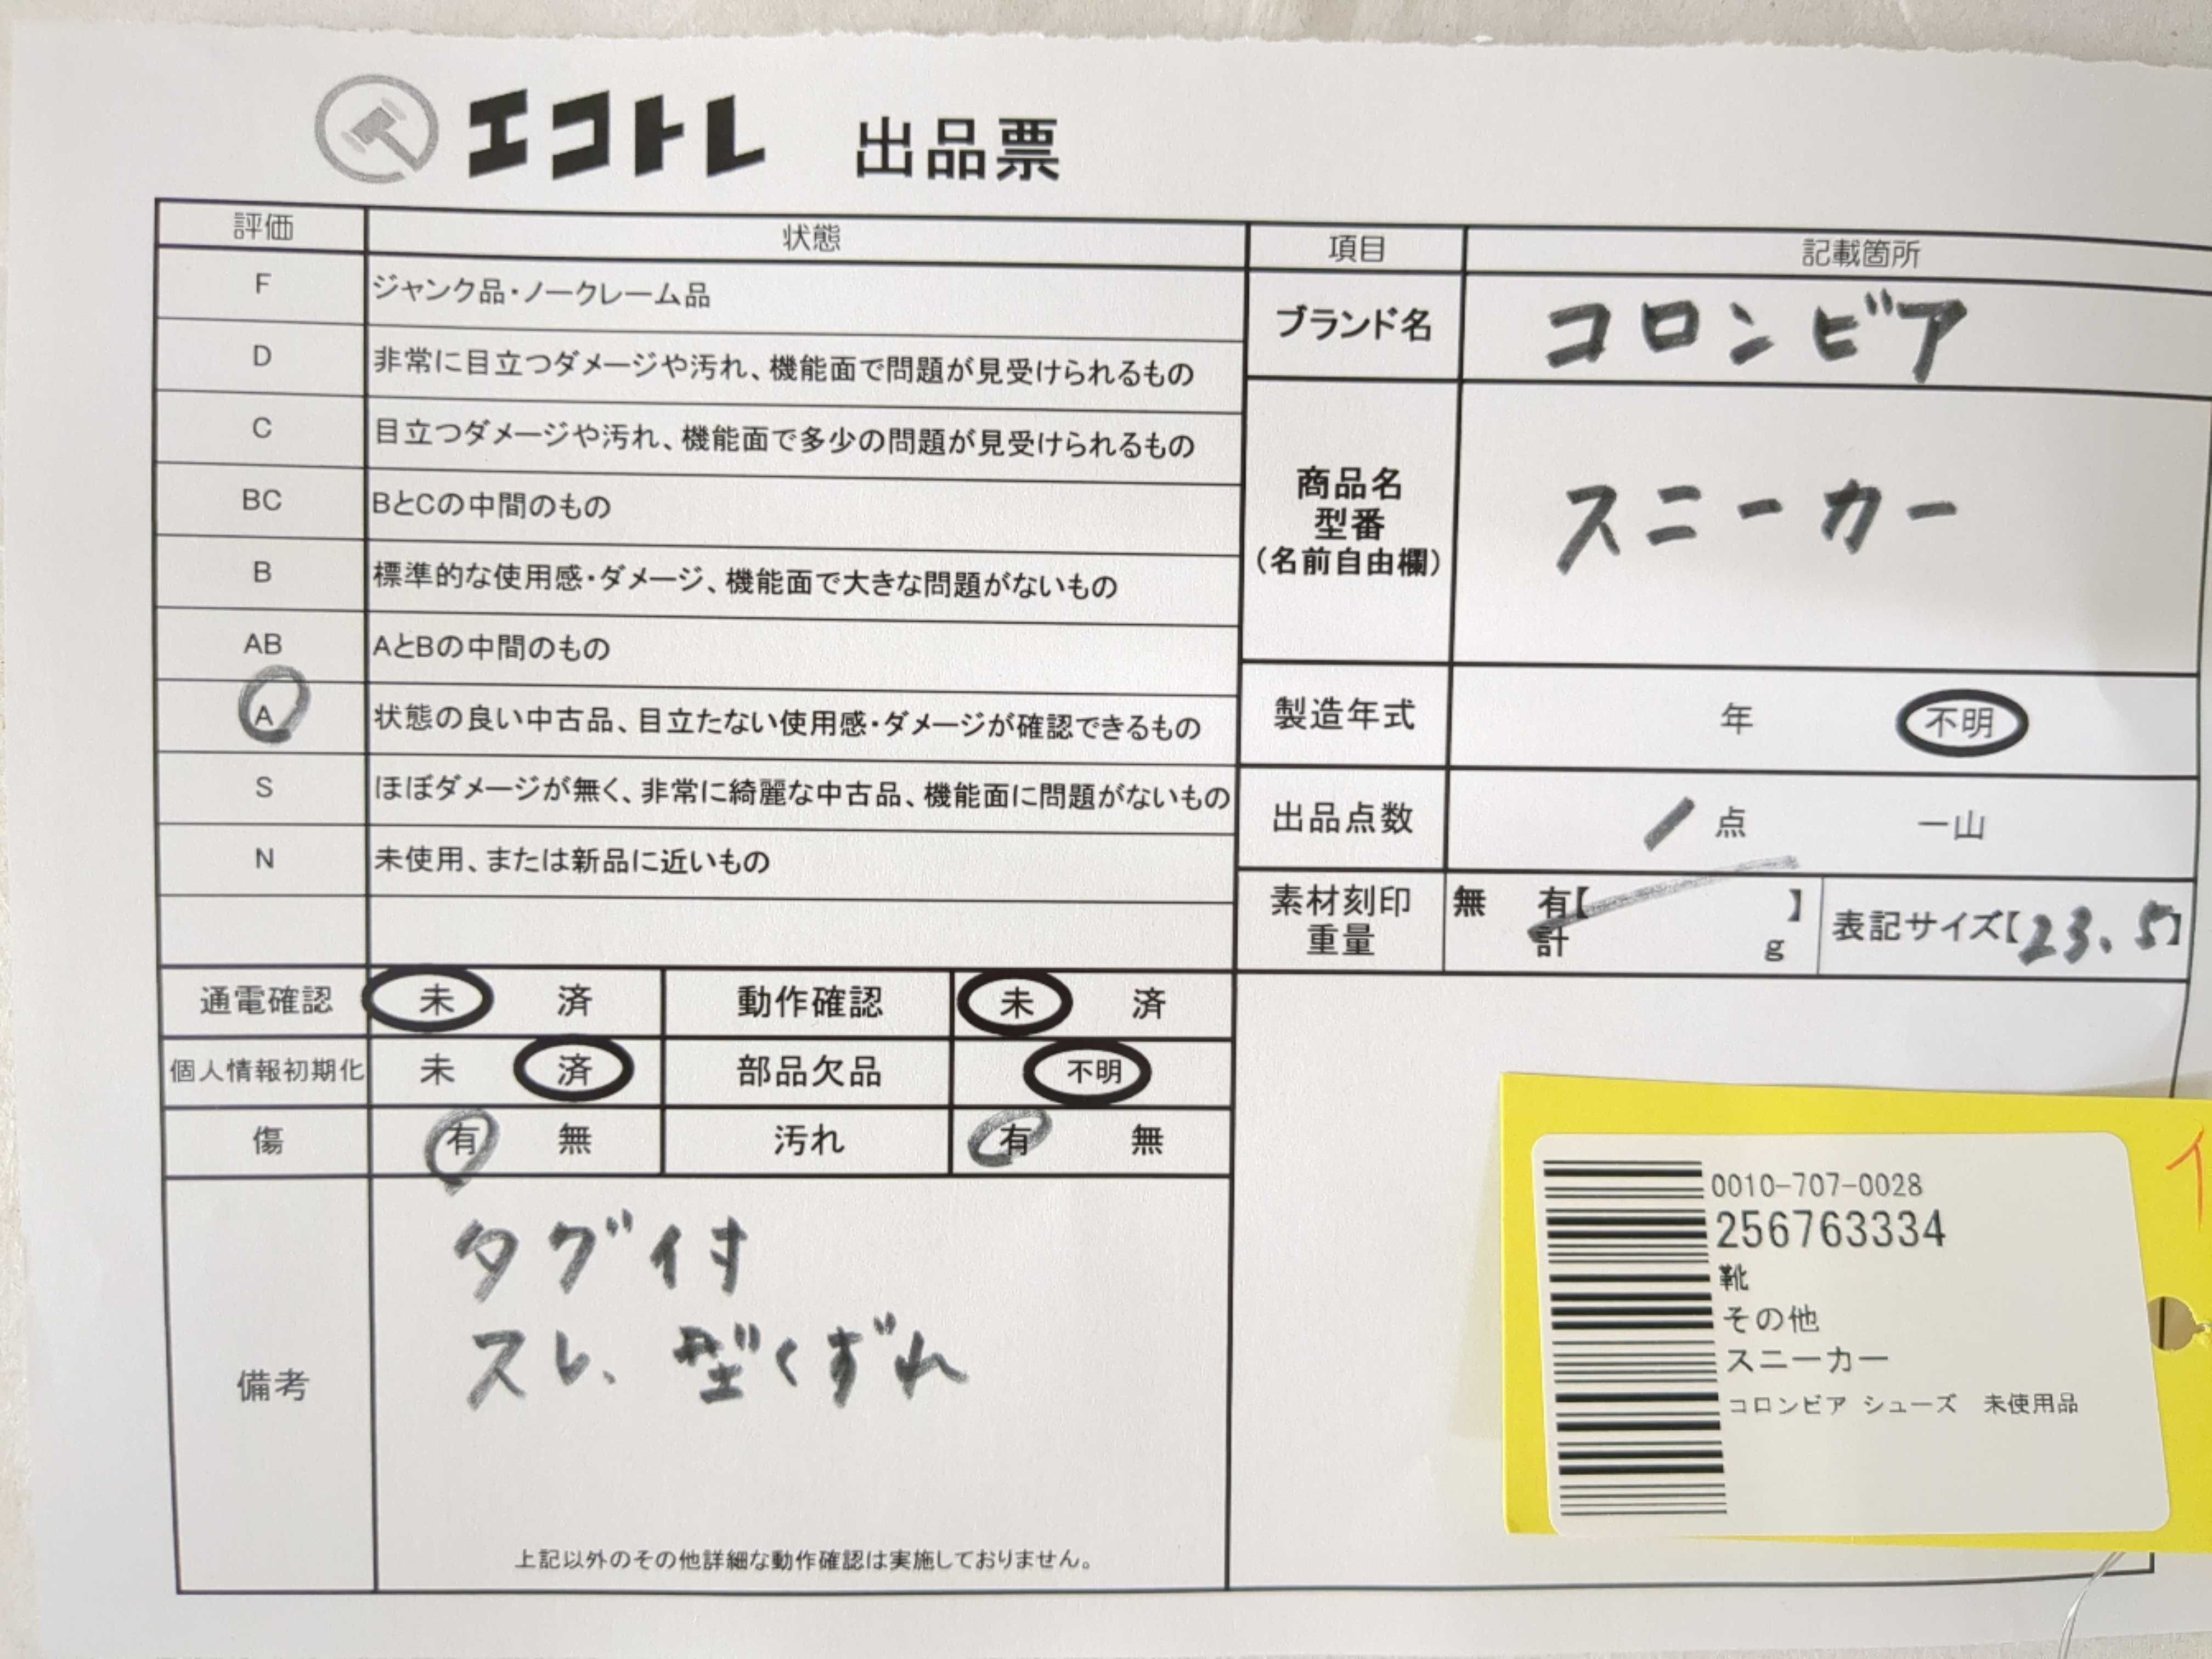 エコトレ 出品票
評価 状態
F ジャンク品・ノークレーム品
D 非常に目立つダメージや汚れ、機能面で問題が見受けられるもの
C 目立つダメージや汚れ、機能面で多少の問題が見受けられるもの
BC BとCの中間のもの
B 標準的な使用感・ダメージ、機能面で大きな問題がないもの
AB AとBの中間のもの
A 状態の良い中古品、目立たない使用感・ダメージが確認できるもの
S ほぼダメージが無く、非常に綺麗な中古品、機能面に問題がないもの
N 未使用、または新品に近いもの
項目 記載箇所
ブランド名 コロンビア
商品名
型番
(名前自由欄)
スニーカー
製造年式 年 不明
出品点数 1点 一山
素材刻印 無 有【 】
重量 計 g
表記サイズ【23.5】
通電確認 未 済 動作確認 未 済
個人情報初期化 未 済 部品欠品 不明
傷 有 無 汚れ 有 無
備考
タグ付
スレ、型くずれ
上記以外のその他詳細な動作確認は実施しておりません。
0010-707-0028
256763334
靴
その他
スニーカー
コロンビア シューズ 未使用品